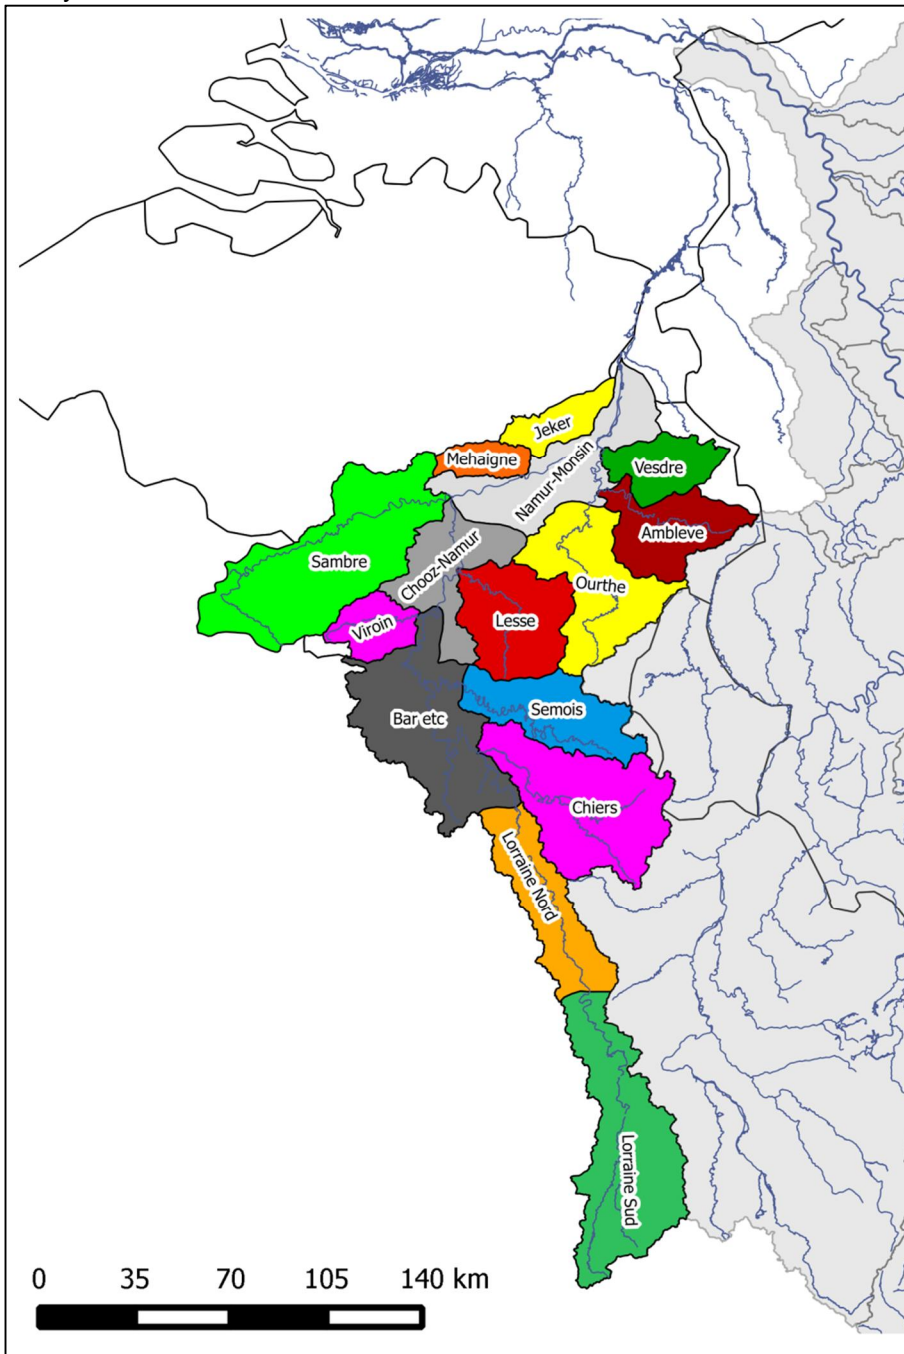 Jeker
Mehaigne
Namur-Monsin
Vesdre
Ambleve
Sambre
Chooz-Namur
Ourthe
Viroin
Lesse
Semois
Bar etc
Chiers
Lorraine Nord
Lorraine Sud
0 35 70 105 140 km